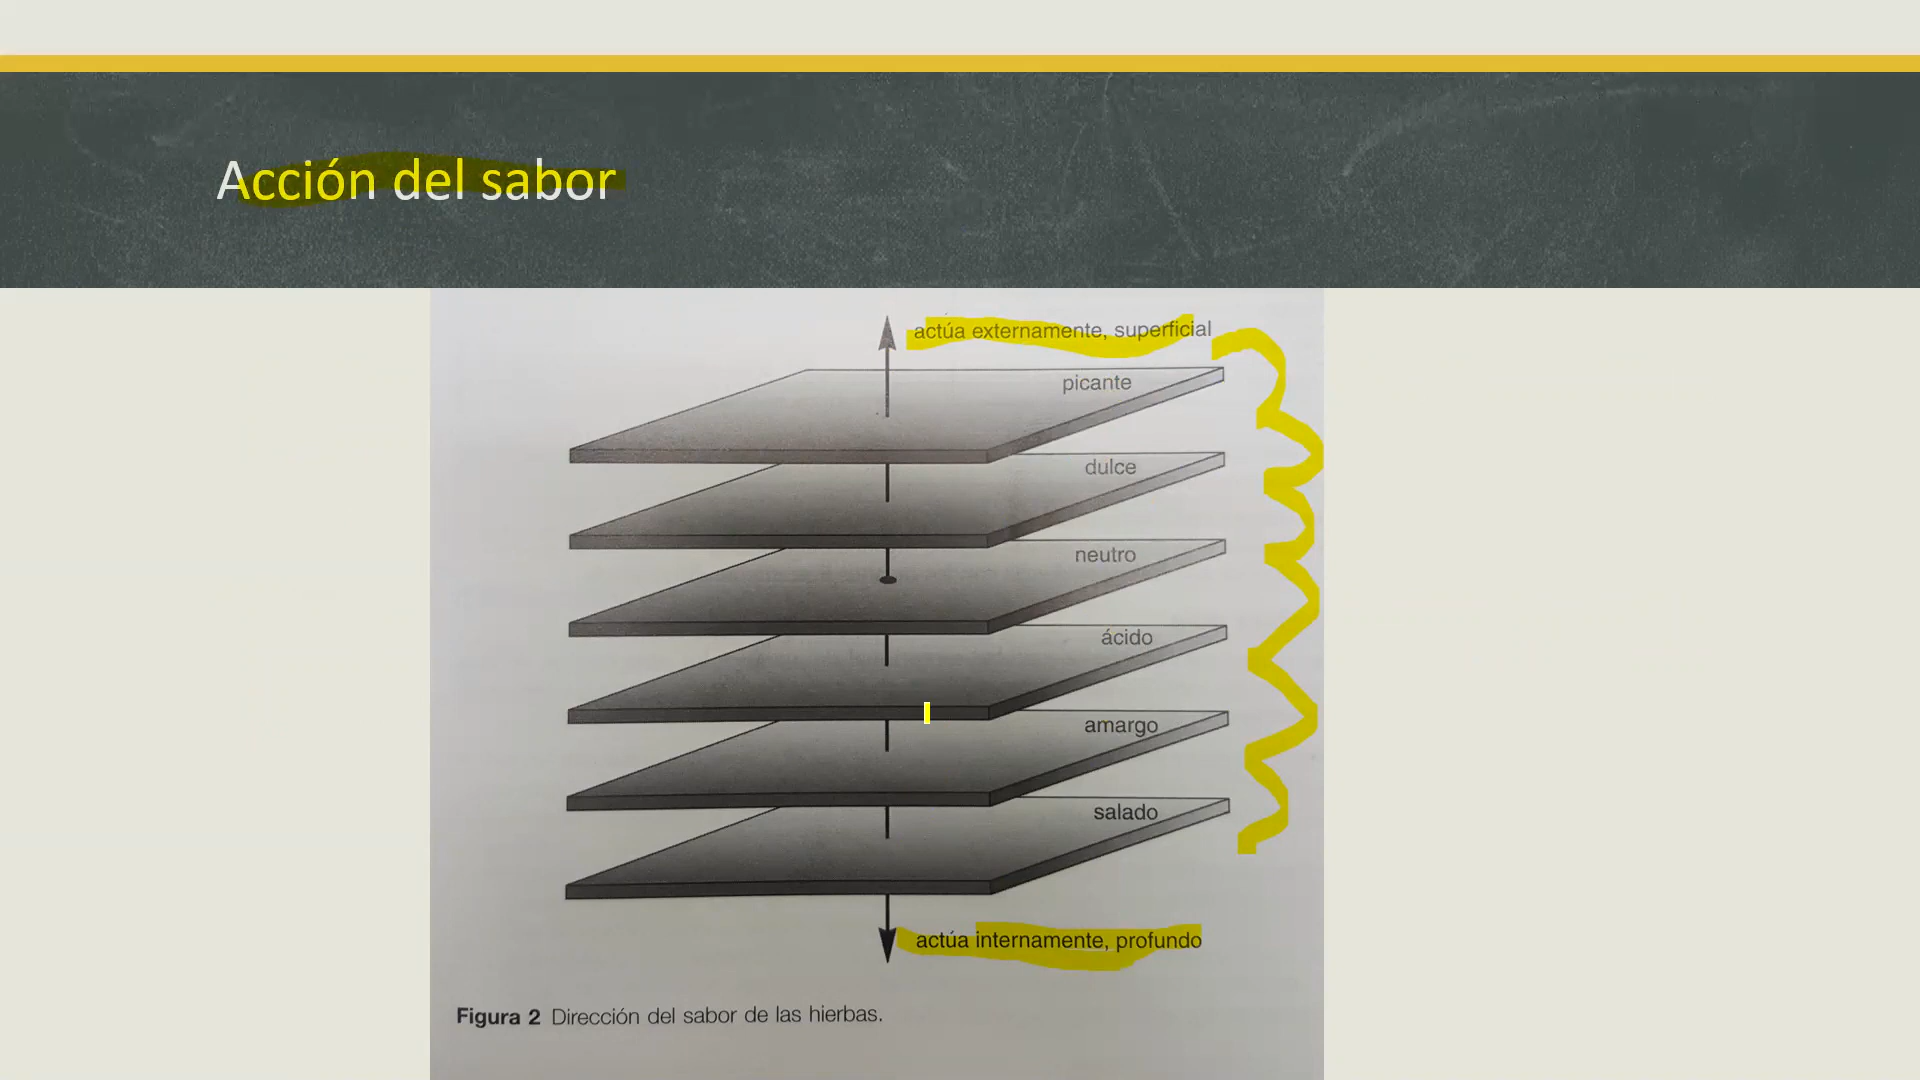 Acción del sabor
actúa externamente, superficial
picante
dulce
neutro
ácido
amargo
salado
actúa internamente, profundo
Figura 2 Dirección del sabor de las hierbas.